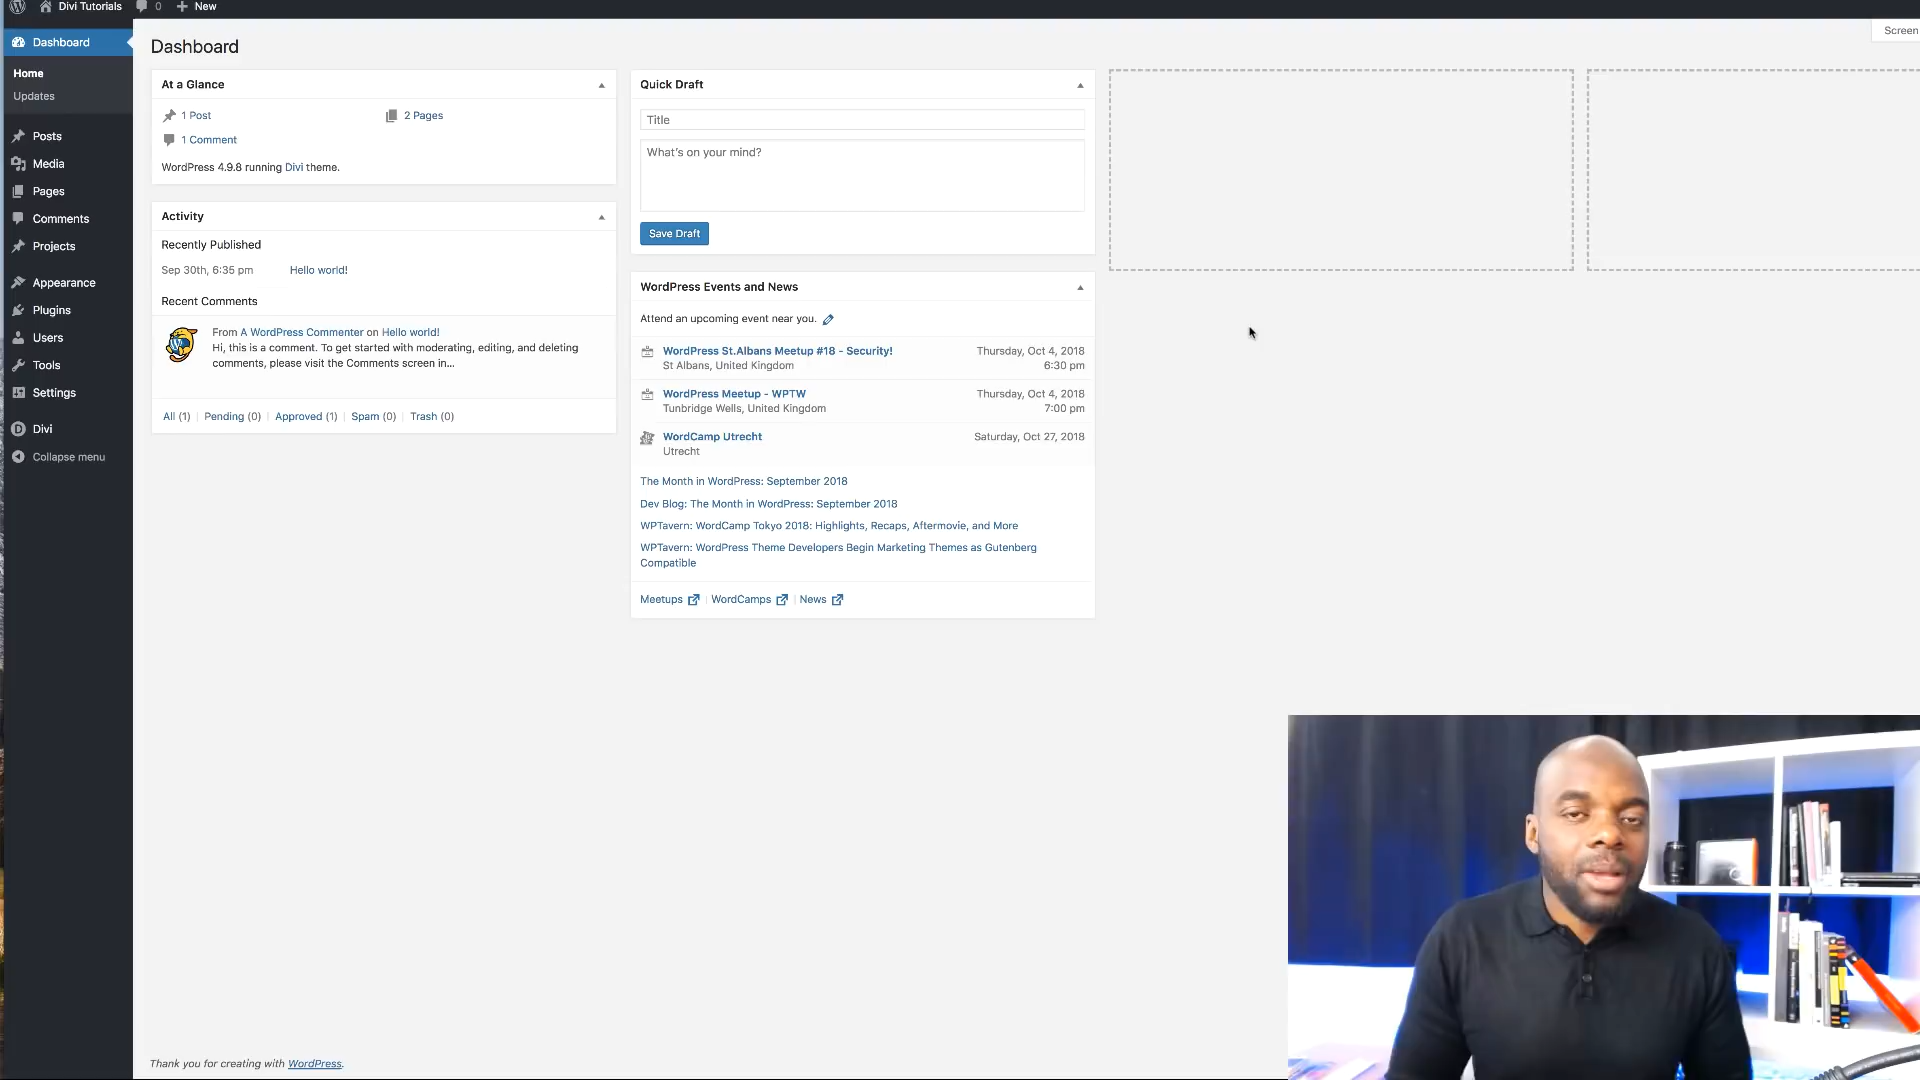 Divi Tutorials 0 New
Screen
Dashboard
Home
Updates
Posts
Media
Pages
Comments
Projects
Appearance
Plugins
Users
Tools
Settings
Divi
Collapse menu
Dashboard
At a Glance
1 Post 2 Pages
1 Comment
WordPress 4.9.8 running Divi theme.
Activity
Recently Published
Sep 30th, 6:35 pm Hello world!
Recent Comments
From A WordPress Commenter on Hello world!
Hi, this is a comment. To get started with moderating, editing, and deleting
comments, please visit the Comments screen in...
All (1) | Pending (0) | Approved (1) | Spam (0) | Trash (0)
Quick Draft
Title
What's on your mind?
Save Draft
WordPress Events and News
Attend an upcoming event near you.
WordPress St.Albans Meetup #18 - Security! Thursday, Oct 4, 2018
St Albans, United Kingdom 6:30 pm
WordPress Meetup - WPTW Thursday, Oct 4, 2018
Tunbridge Wells, United Kingdom 7:00 pm
WordCamp Utrecht Saturday, Oct 27, 2018
Utrecht
The Month in WordPress: September 2018
Dev Blog: The Month in WordPress: September 2018
WPTavern: WordCamp Tokyo 2018: Highlights, Recaps, Aftermovie, and More
WPTavern: WordPress Theme Developers Begin Marketing Themes as Gutenberg
Compatible
Meetups | WordCamps | News
Thank you for creating with WordPress.